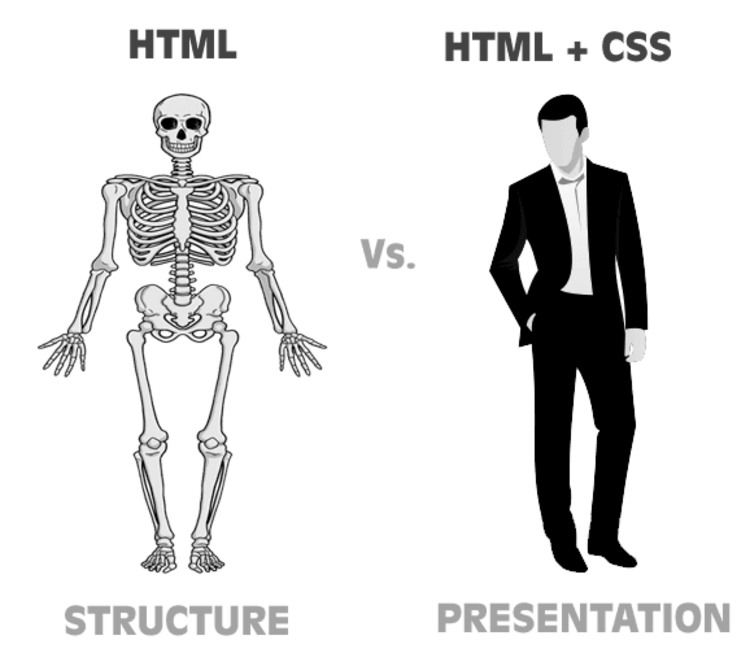 HTML
HTML + CSS
Vs.
STRUCTURE
PRESENTATION